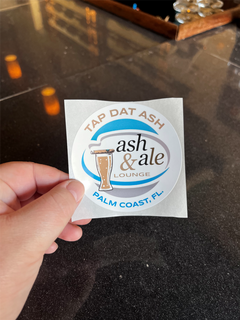 TAP DAT ASH
ash
& ale
LOUNGE
PALM COAST, FL.